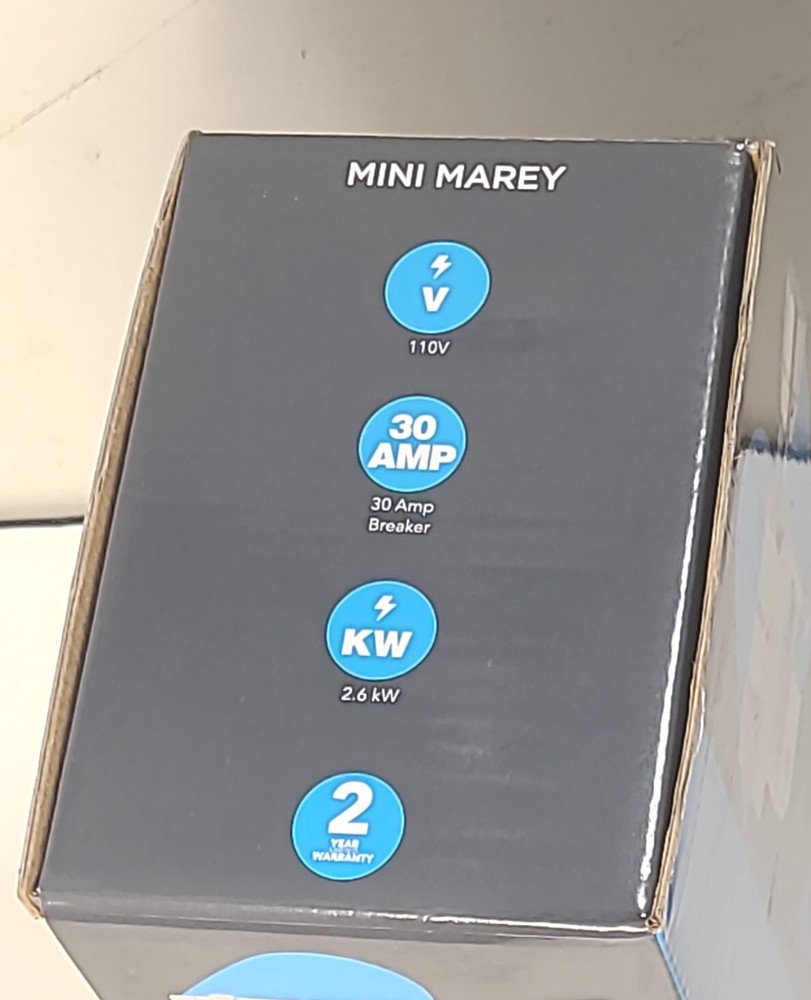 MINI MAREY
V
110V
30
AMP
30 Amp
Breaker
KW
2.6 kW
2
YEAR
WARRANTY